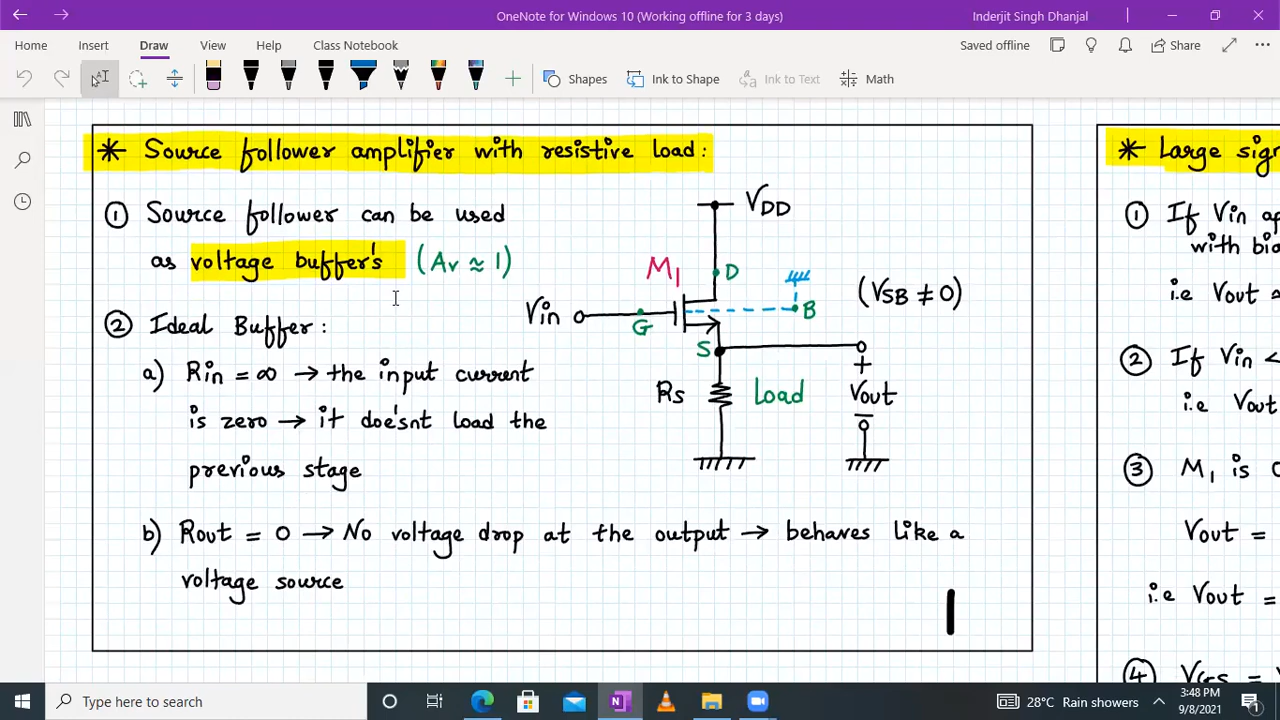 OneNote for Windows 10 (Working offline for 3 days)
Inderjit Singh Dhanjal
Home Insert Draw View Help Class Notebook
Saved offline
Share
Shapes
Ink to Shape
Ink to Text
Math
* Source follower amplifier with resistive load:
① Source follower can be used
as voltage buffer's (Av ≈ 1)
② Ideal Buffer:
a) Rin = ∞ → the input current
is zero → it does'nt load the
previous stage
b) Rout = 0 → No voltage drop at the output → behaves like a
voltage source
VDD
M1
D
B
(VSB ≠ 0)
Vin
G
S
Rs
Load
+
Vout
–
* Large sig
① If Vin
with bi
i.e Vout
② If Vin <
i.e Vout
③ M1 is
Vout =
i.e Vout =
④ VGS =
Type here to search
28°C Rain showers
3:48 PM
9/8/2021
1